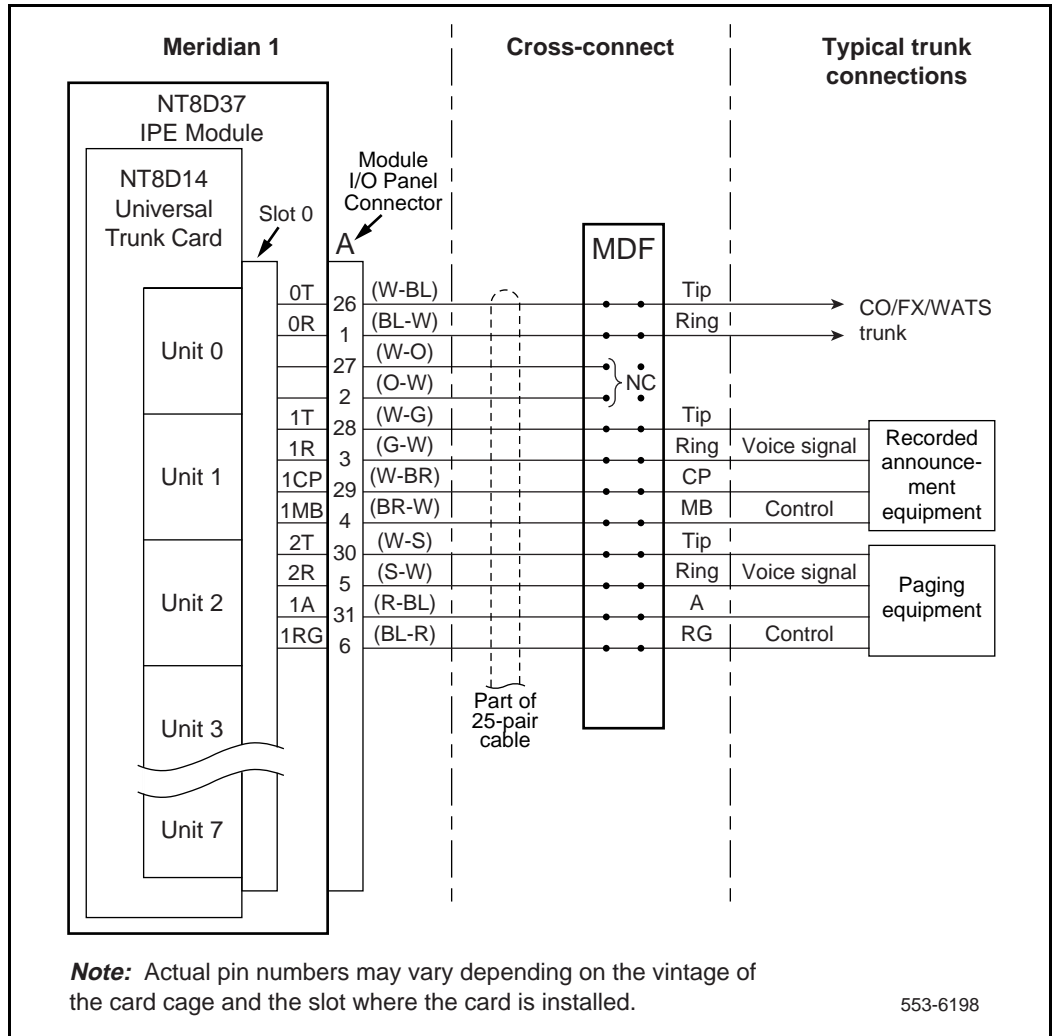 Meridian 1
Cross-connect
Typical trunk
connections
NT8D37
IPE Module
NT8D14
Universal
Trunk Card
Slot 0
Module
I/O Panel
Connector
A
MDF
Unit 0
Unit 1
Unit 2
Unit 3
Unit 7
0T 26 (W-BL) Tip
0R 1 (BL-W) Ring
27 (W-O)
2 (O-W)
NC
1T 28 (W-G) Tip
1R 3 (G-W) Ring Voice signal
1CP 29 (W-BR) CP
1MB 4 (BR-W) MB Control
2T 30 (W-S) Tip
2R 5 (S-W) Ring Voice signal
1A 31 (R-BL) A
1RG 6 (BL-R) RG Control
CO/FX/WATS
trunk
Recorded
announce-
ment
equipment
Paging
equipment
Part of
25-pair
cable
Note: Actual pin numbers may vary depending on the vintage of
the card cage and the slot where the card is installed.
553-6198